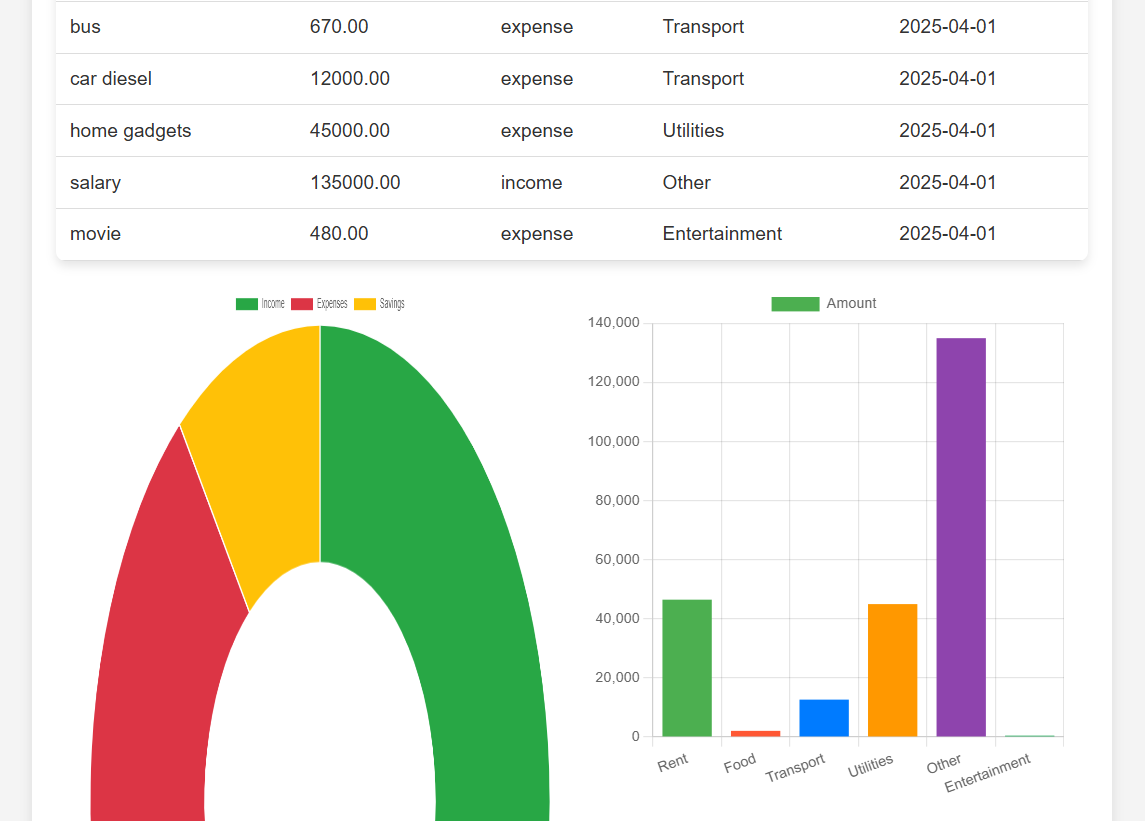 bus 670.00 expense Transport 2025-04-01
car diesel 12000.00 expense Transport 2025-04-01
home gadgets 45000.00 expense Utilities 2025-04-01
salary 135000.00 income Other 2025-04-01
movie 480.00 expense Entertainment 2025-04-01
Income Expenses Savings
Amount
140,000
120,000
100,000
80,000
60,000
40,000
20,000
0
Rent Food Transport Utilities Other Entertainment